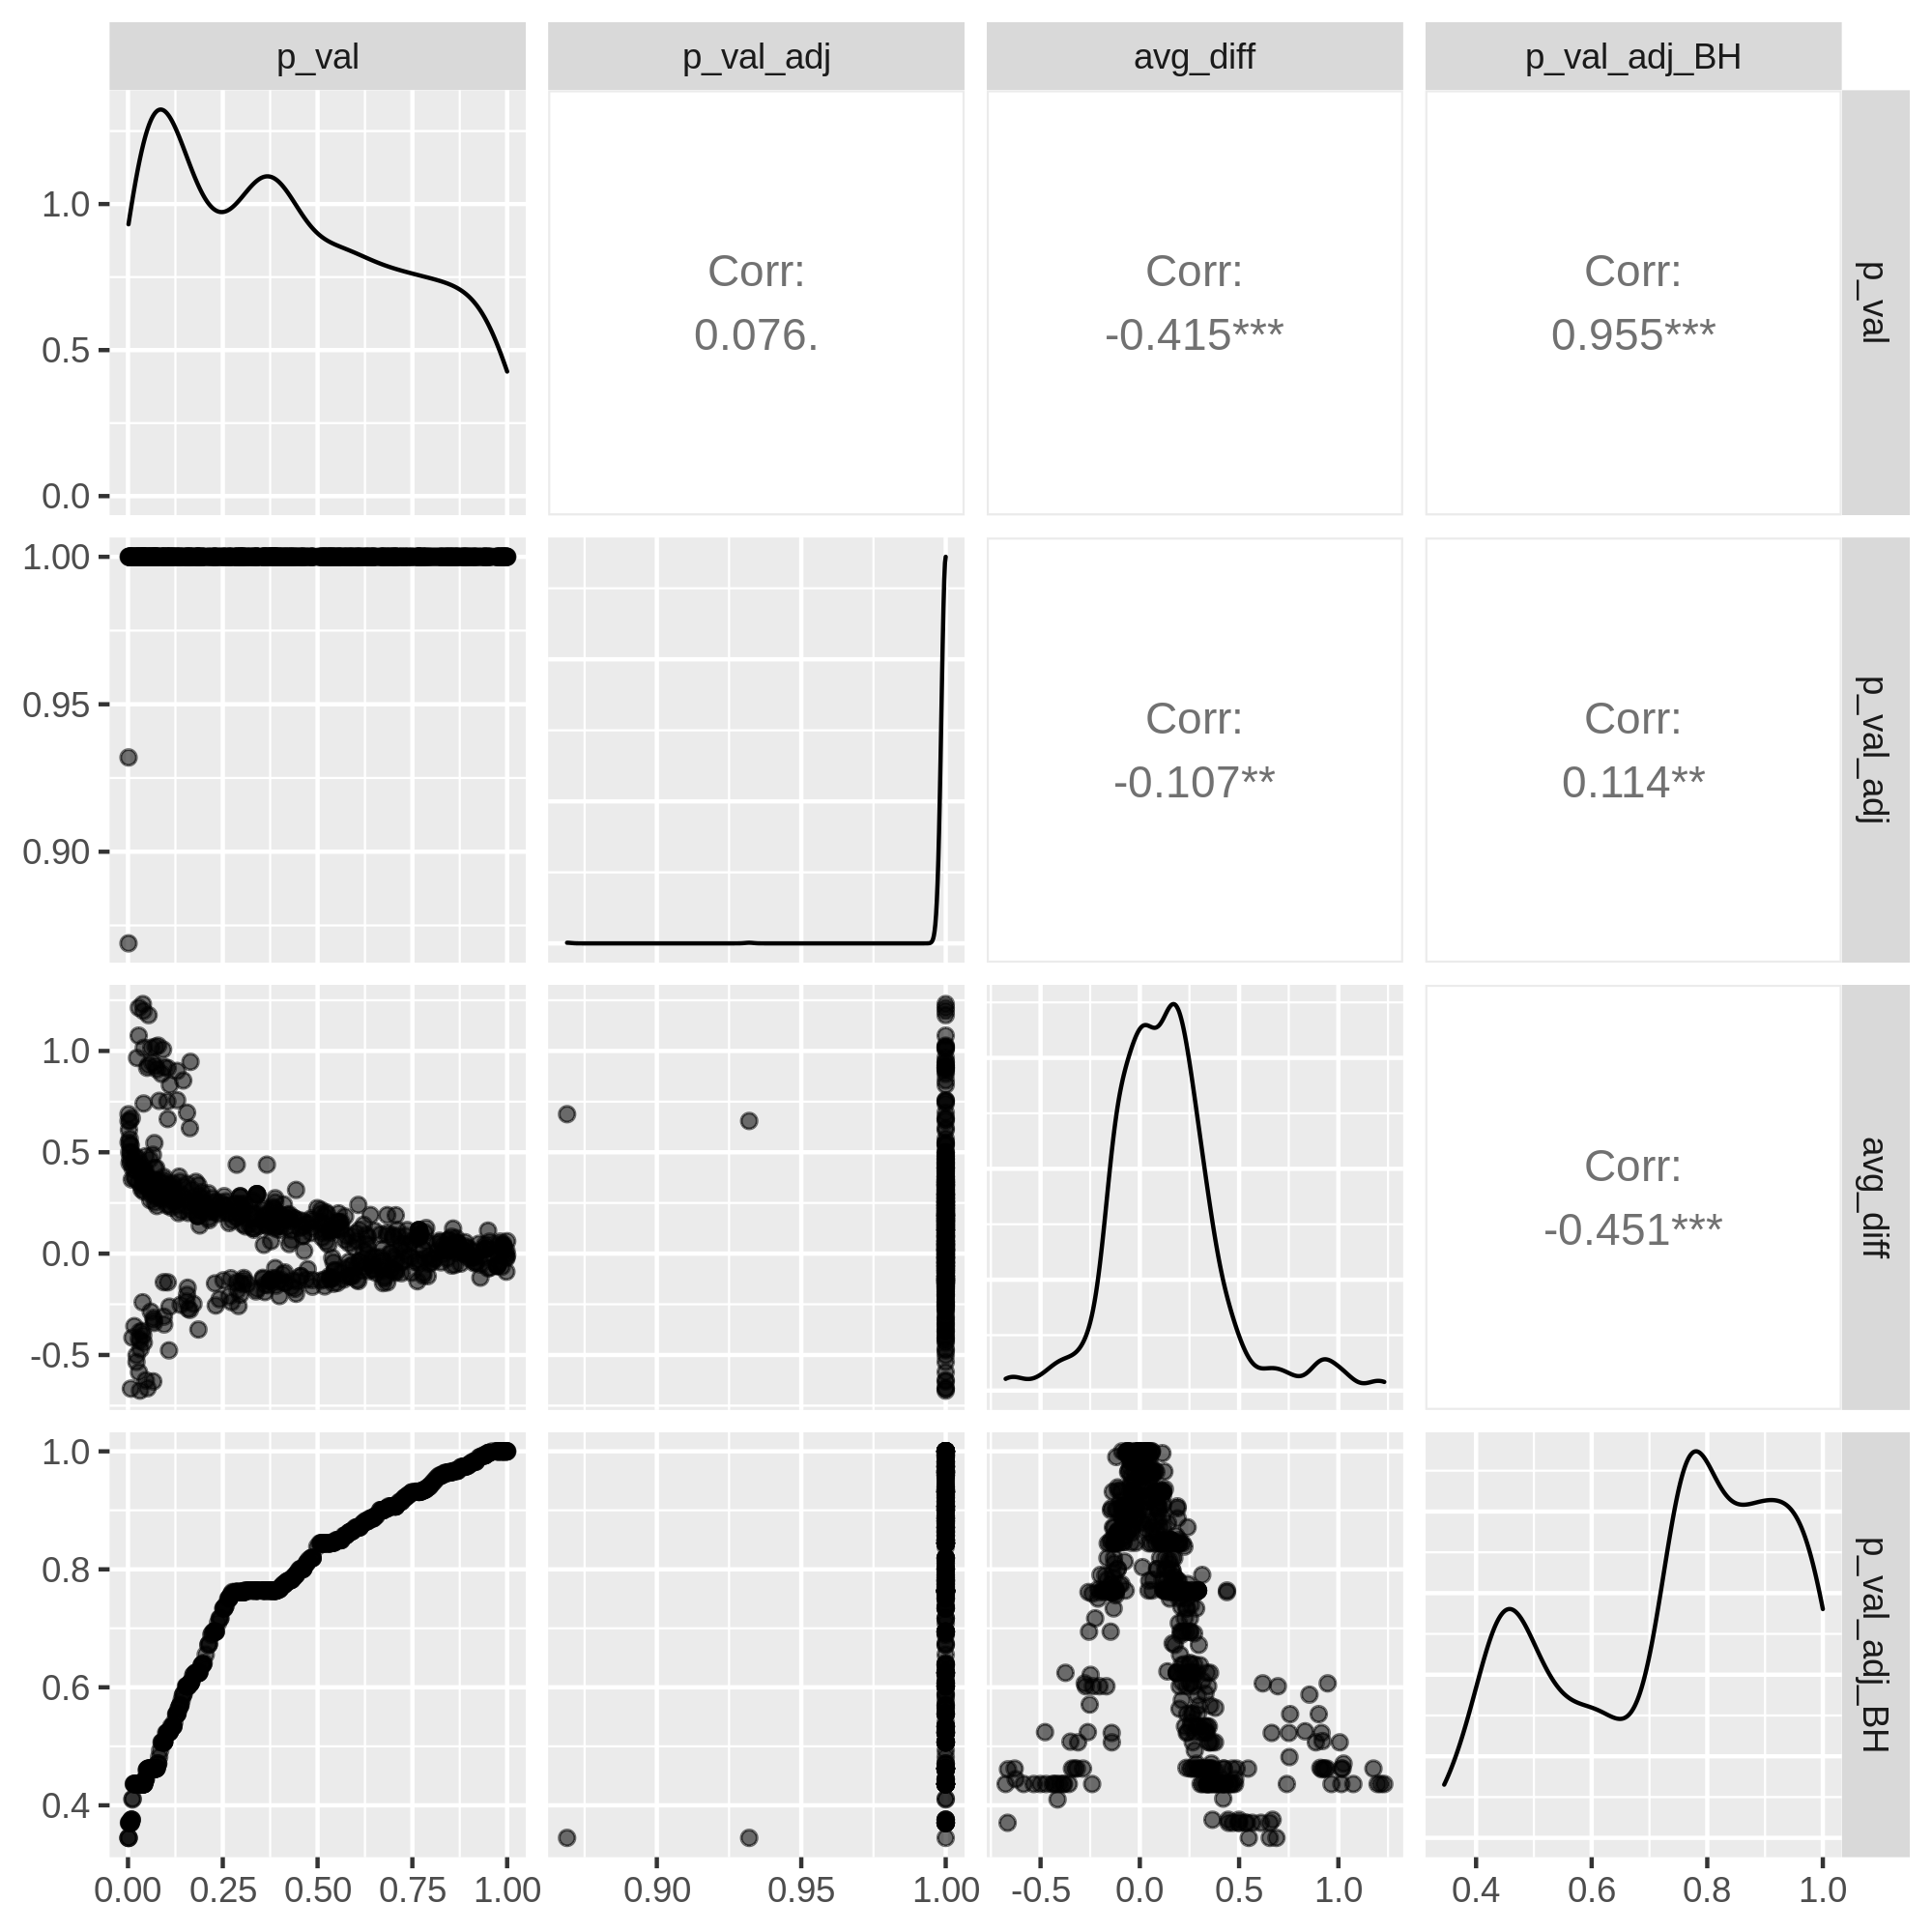 p_val
p_val_adj
avg_diff
p_val_adj_BH
1.0
0.5
0.0
Corr:
0.076.
Corr:
-0.415***
Corr:
0.955***
p_val
1.00
0.95
0.90
Corr:
-0.107**
Corr:
0.114**
p_val_adj
1.0
0.5
0.0
-0.5
Corr:
-0.451***
avg_diff
1.0
0.8
0.6
0.4
p_val_adj_BH
0.00 0.25 0.50 0.75 1.00
0.90 0.95 1.00
-0.5 0.0 0.5 1.0
0.4 0.6 0.8 1.0